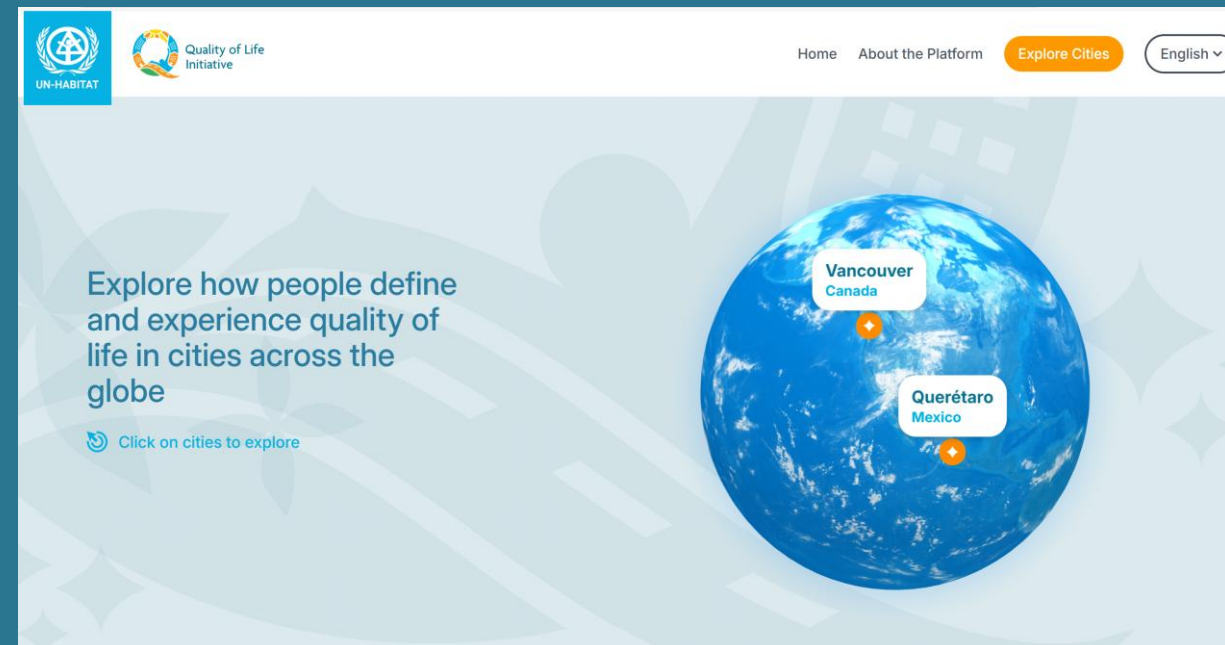 UN-HABITAT
Quality of Life
Initiative
Home
About the Platform
Explore Cities
English
Explore how people define
and experience quality of
life in cities across the
globe
Click on cities to explore
Vancouver
Canada
Querétaro
Mexico